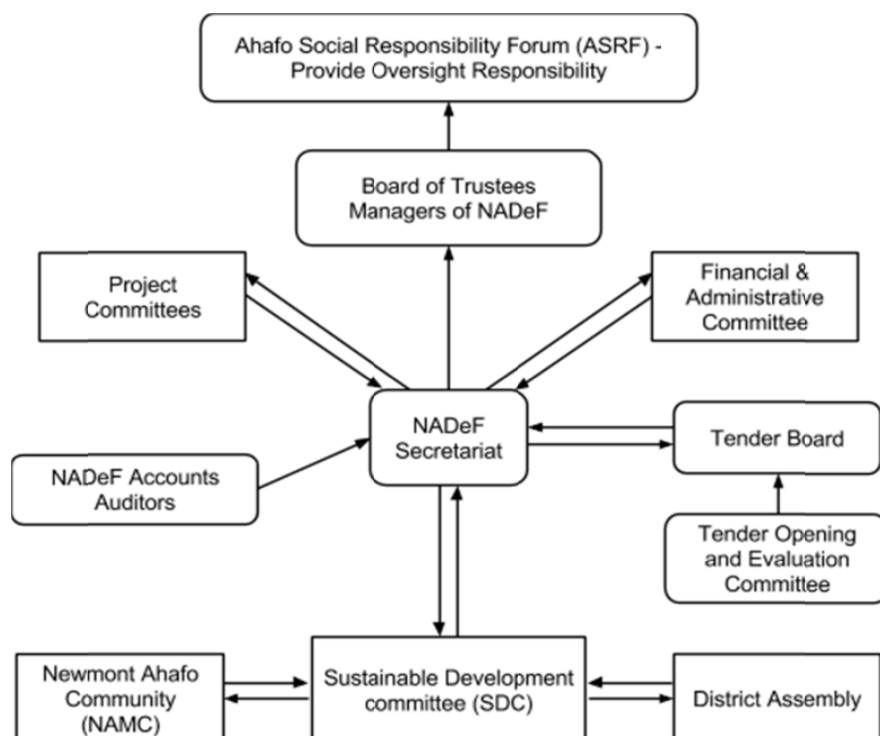 Ahafo Social Responsibility Forum (ASRF) -
Provide Oversight Responsibility
Board of Trustees
Managers of NADeF
Project
Committees
Financial &
Administrative
Committee
NADeF
Secretariat
Tender Board
NADeF Accounts
Auditors
Tender Opening
and Evaluation
Committee
Newmont Ahafo
Community
(NAMC)
Sustainable Development
committee (SDC)
District Assembly